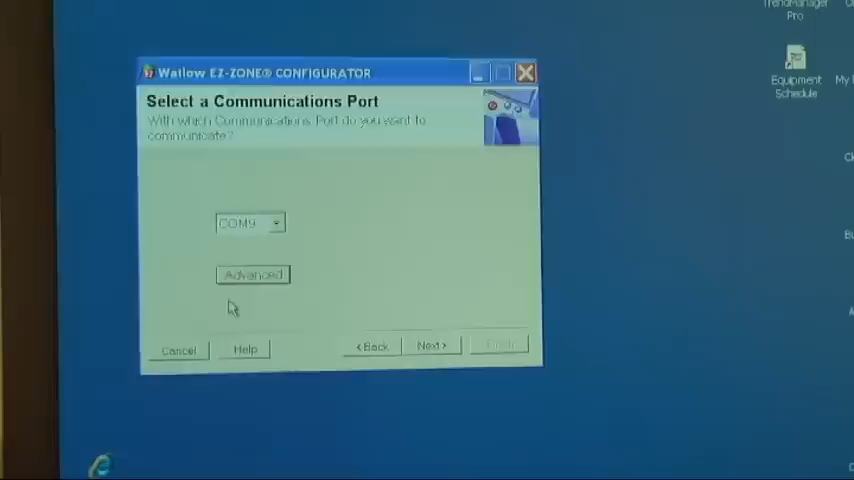 TrendManager
Pro
Watlow EZ-ZONE® CONFIGURATOR
Select a Communications Port
With which Communications Port do you want to
communicate?
Equipment
Schedule
My
COM9
Advanced
Cancel
Help
< Back
Next >
Finish